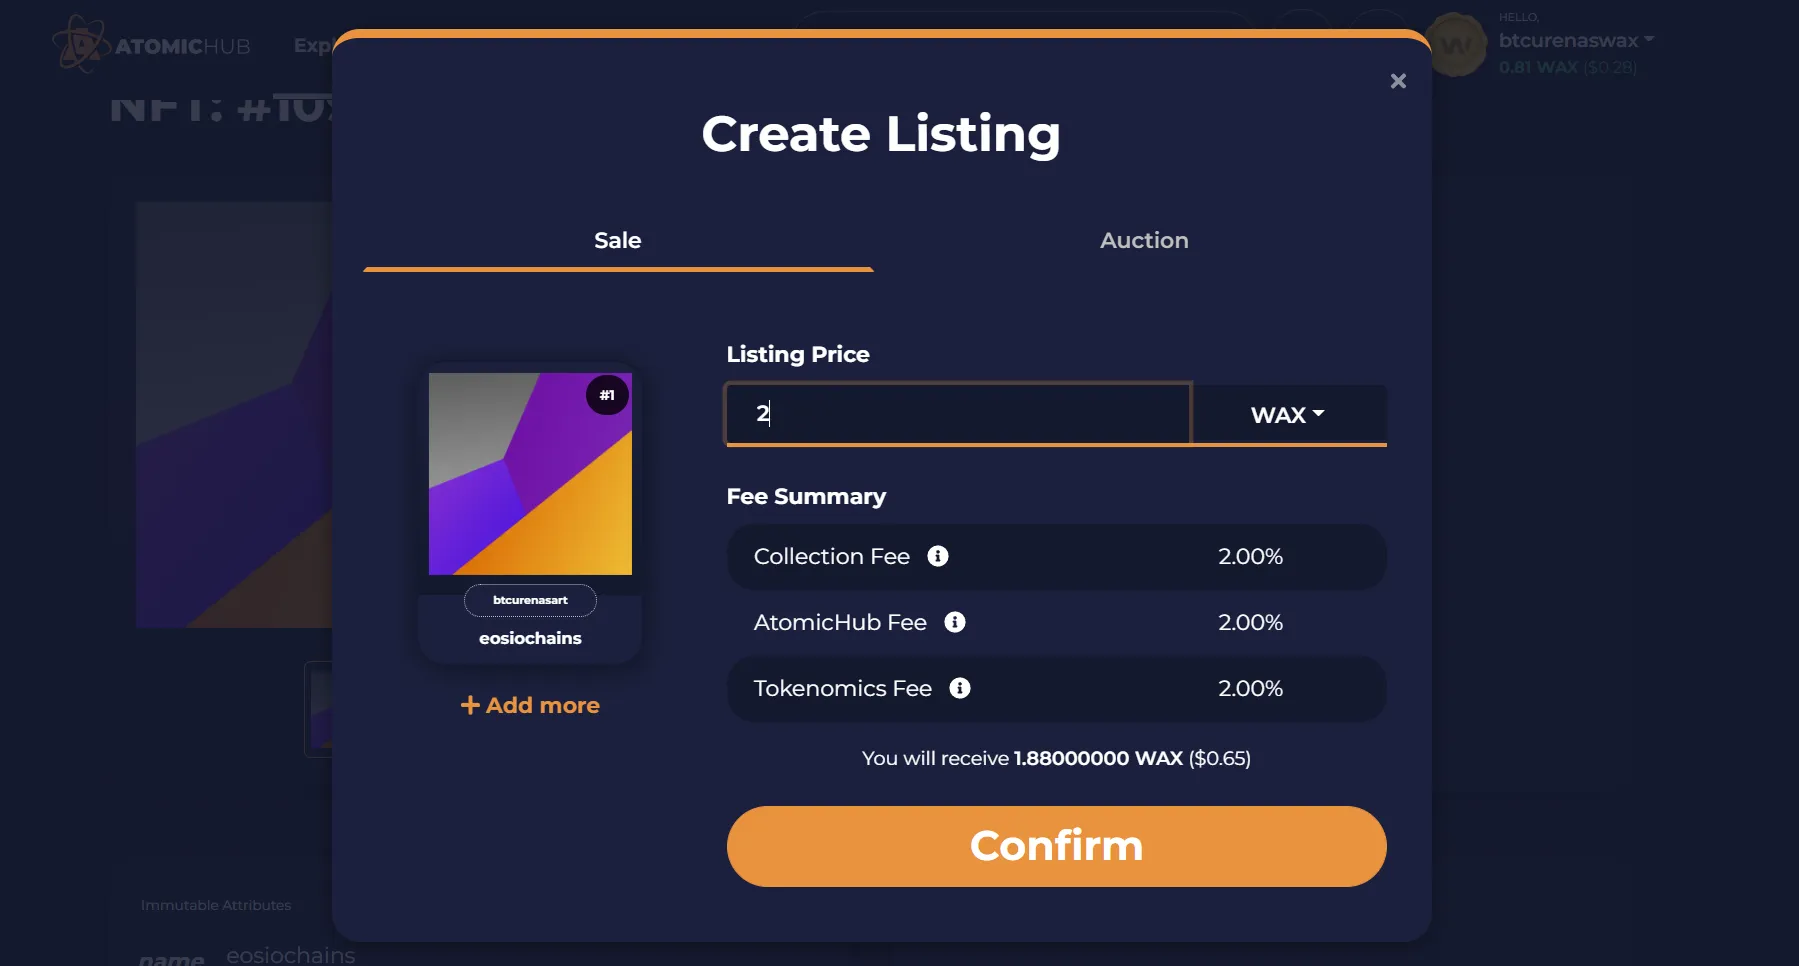 ATOMICHUB
HELLO,
btcurenaswax
0.81 WAX ($0.28)
NFT: #10
Create Listing
Sale
Auction
Listing Price
2
WAX
#1
btcurenasart
eosiochains
Add more
Fee Summary
Collection Fee 2.00%
AtomicHub Fee 2.00%
Tokenomics Fee 2.00%
You will receive 1.88000000 WAX ($0.65)
Confirm
Immutable Attributes
name eosiochains